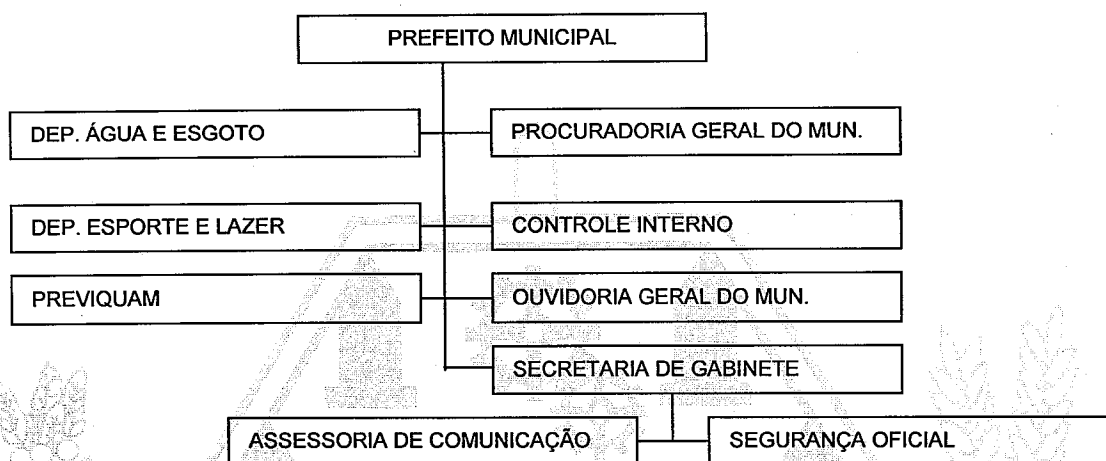 PREFEITO MUNICIPAL
DEP. ÁGUA E ESGOTO
PROCURADORIA GERAL DO MUN.
DEP. ESPORTE E LAZER
CONTROLE INTERNO
PREVIQUAM
OUVIDORIA GERAL DO MUN.
SECRETARIA DE GABINETE
ASSESSORIA DE COMUNICAÇÃO
SEGURANÇA OFICIAL